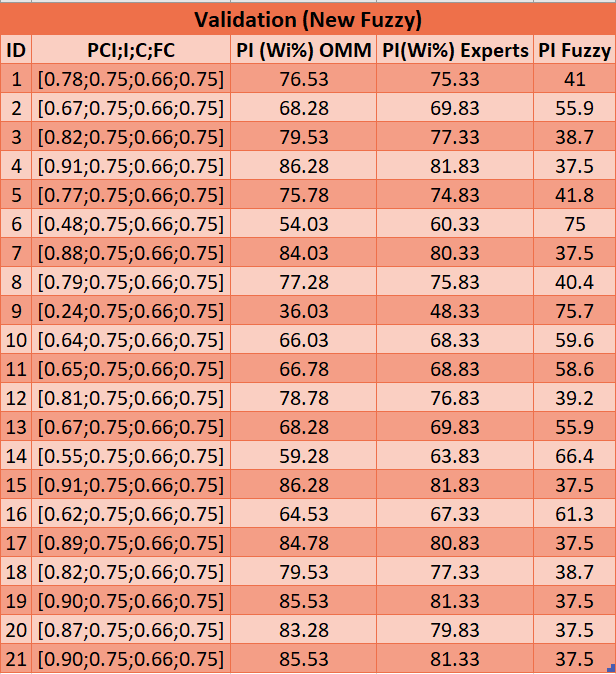 Validation (New Fuzzy)
ID PCI;I;C;FC PI (Wi%) OMM PI(Wi%) Experts PI Fuzzy
1 [0.78;0.75;0.66;0.75] 76.53 75.33 41
2 [0.67;0.75;0.66;0.75] 68.28 69.83 55.9
3 [0.82;0.75;0.66;0.75] 79.53 77.33 38.7
4 [0.91;0.75;0.66;0.75] 86.28 81.83 37.5
5 [0.77;0.75;0.66;0.75] 75.78 74.83 41.8
6 [0.48;0.75;0.66;0.75] 54.03 60.33 75
7 [0.88;0.75;0.66;0.75] 84.03 80.33 37.5
8 [0.79;0.75;0.66;0.75] 77.28 75.83 40.4
9 [0.24;0.75;0.66;0.75] 36.03 48.33 75.7
10 [0.64;0.75;0.66;0.75] 66.03 68.33 59.6
11 [0.65;0.75;0.66;0.75] 66.78 68.83 58.6
12 [0.81;0.75;0.66;0.75] 78.78 76.83 39.2
13 [0.67;0.75;0.66;0.75] 68.28 69.83 55.9
14 [0.55;0.75;0.66;0.75] 59.28 63.83 66.4
15 [0.91;0.75;0.66;0.75] 86.28 81.83 37.5
16 [0.62;0.75;0.66;0.75] 64.53 67.33 61.3
17 [0.89;0.75;0.66;0.75] 84.78 80.83 37.5
18 [0.82;0.75;0.66;0.75] 79.53 77.33 38.7
19 [0.90;0.75;0.66;0.75] 85.53 81.33 37.5
20 [0.87;0.75;0.66;0.75] 83.28 79.83 37.5
21 [0.90;0.75;0.66;0.75] 85.53 81.33 37.5